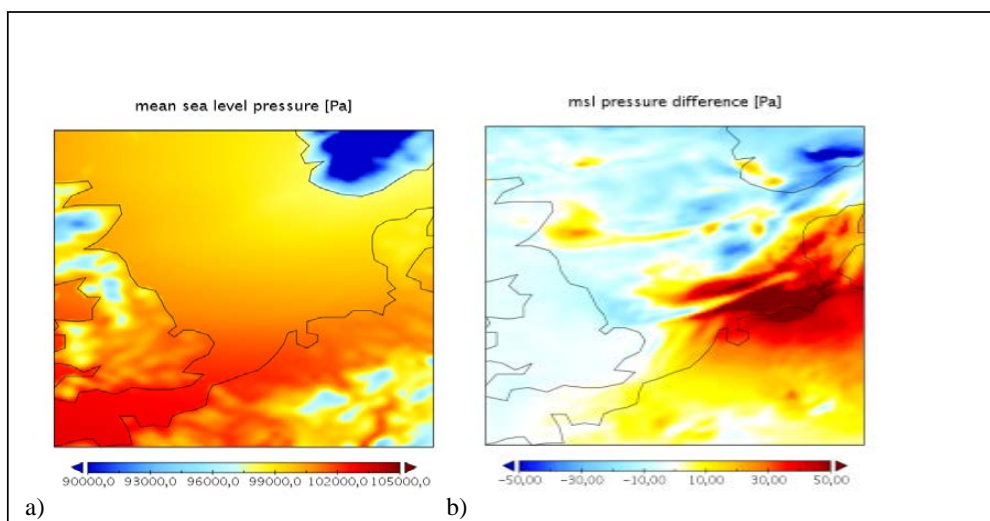 mean sea level pressure [Pa]
90000,0 93000,0 96000,0 99000,0 102000,0 105000,0
a)
msl pressure difference [Pa]
-50,00 -30,00 -10,00 10,00 30,00 50,00
b)